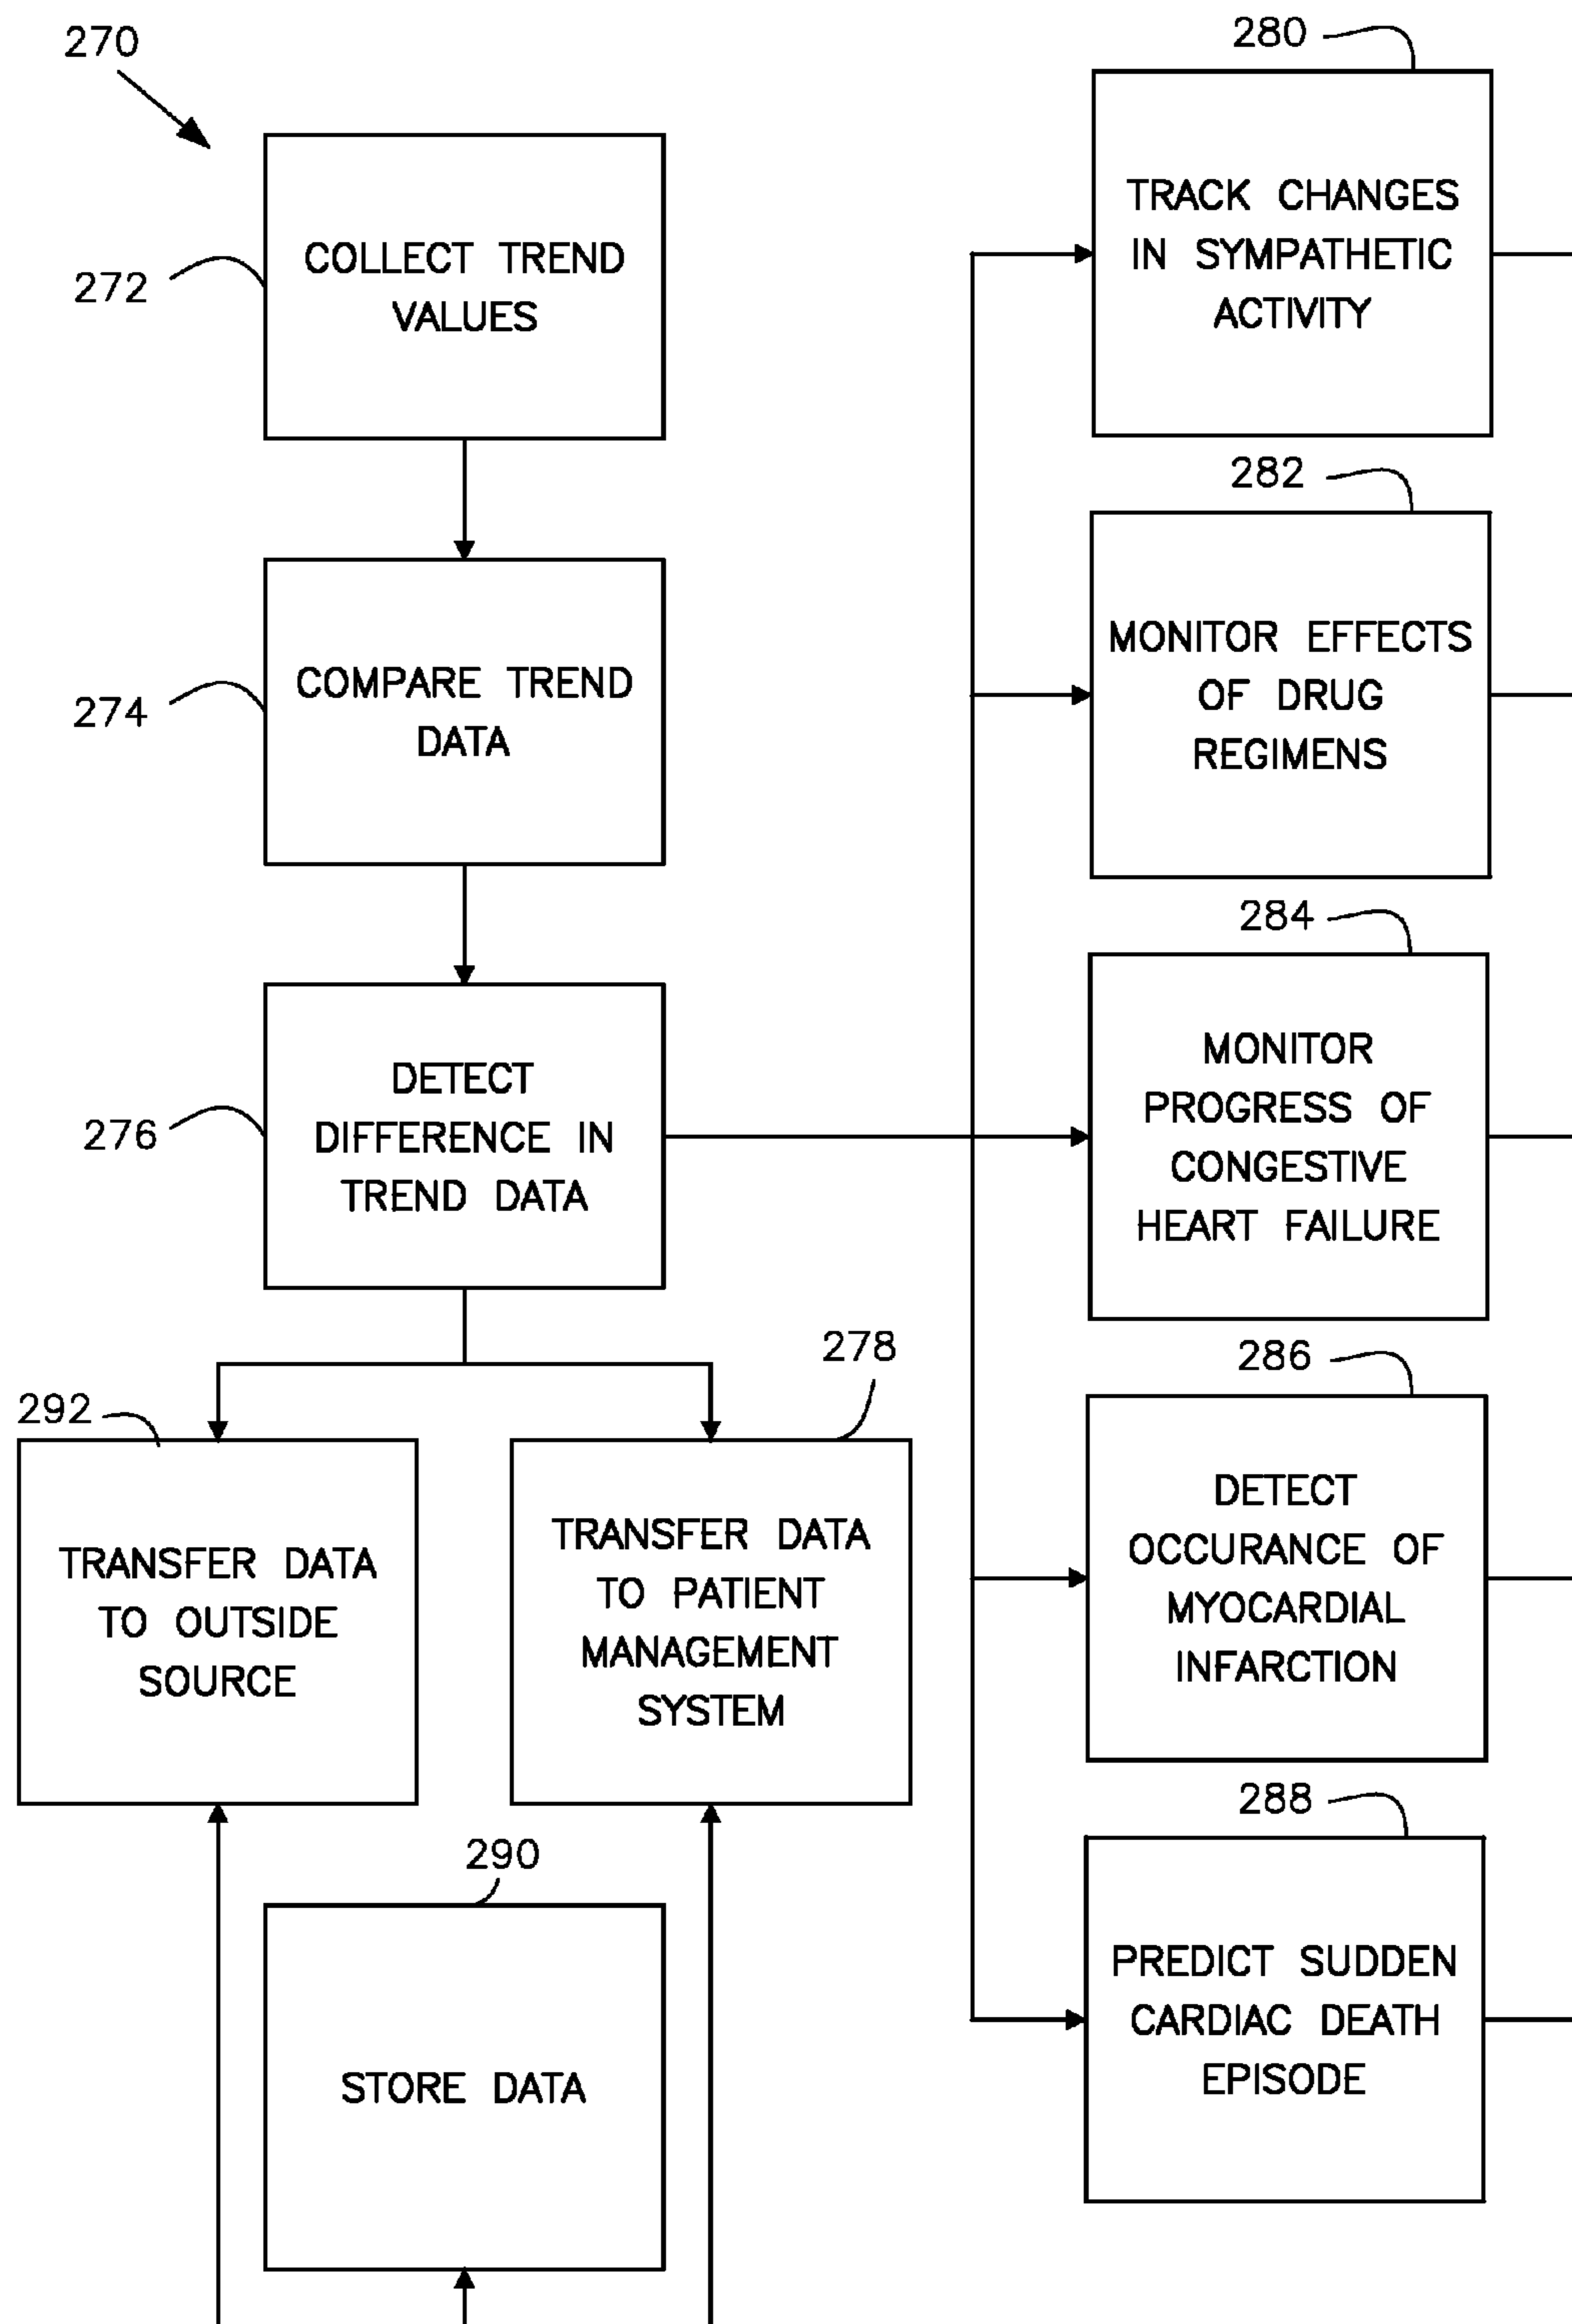 270
272
COLLECT TREND
VALUES
274
COMPARE TREND
DATA
276
DETECT
DIFFERENCE IN
TREND DATA
292
TRANSFER DATA
TO OUTSIDE
SOURCE
278
TRANSFER DATA
TO PATIENT
MANAGEMENT
SYSTEM
290
STORE DATA
280
TRACK CHANGES
IN SYMPATHETIC
ACTIVITY
282
MONITOR EFFECTS
OF DRUG
REGIMENS
284
MONITOR
PROGRESS OF
CONGESTIVE
HEART FAILURE
286
DETECT
OCCURANCE OF
MYOCARDIAL
INFARCTION
288
PREDICT SUDDEN
CARDIAC DEATH
EPISODE